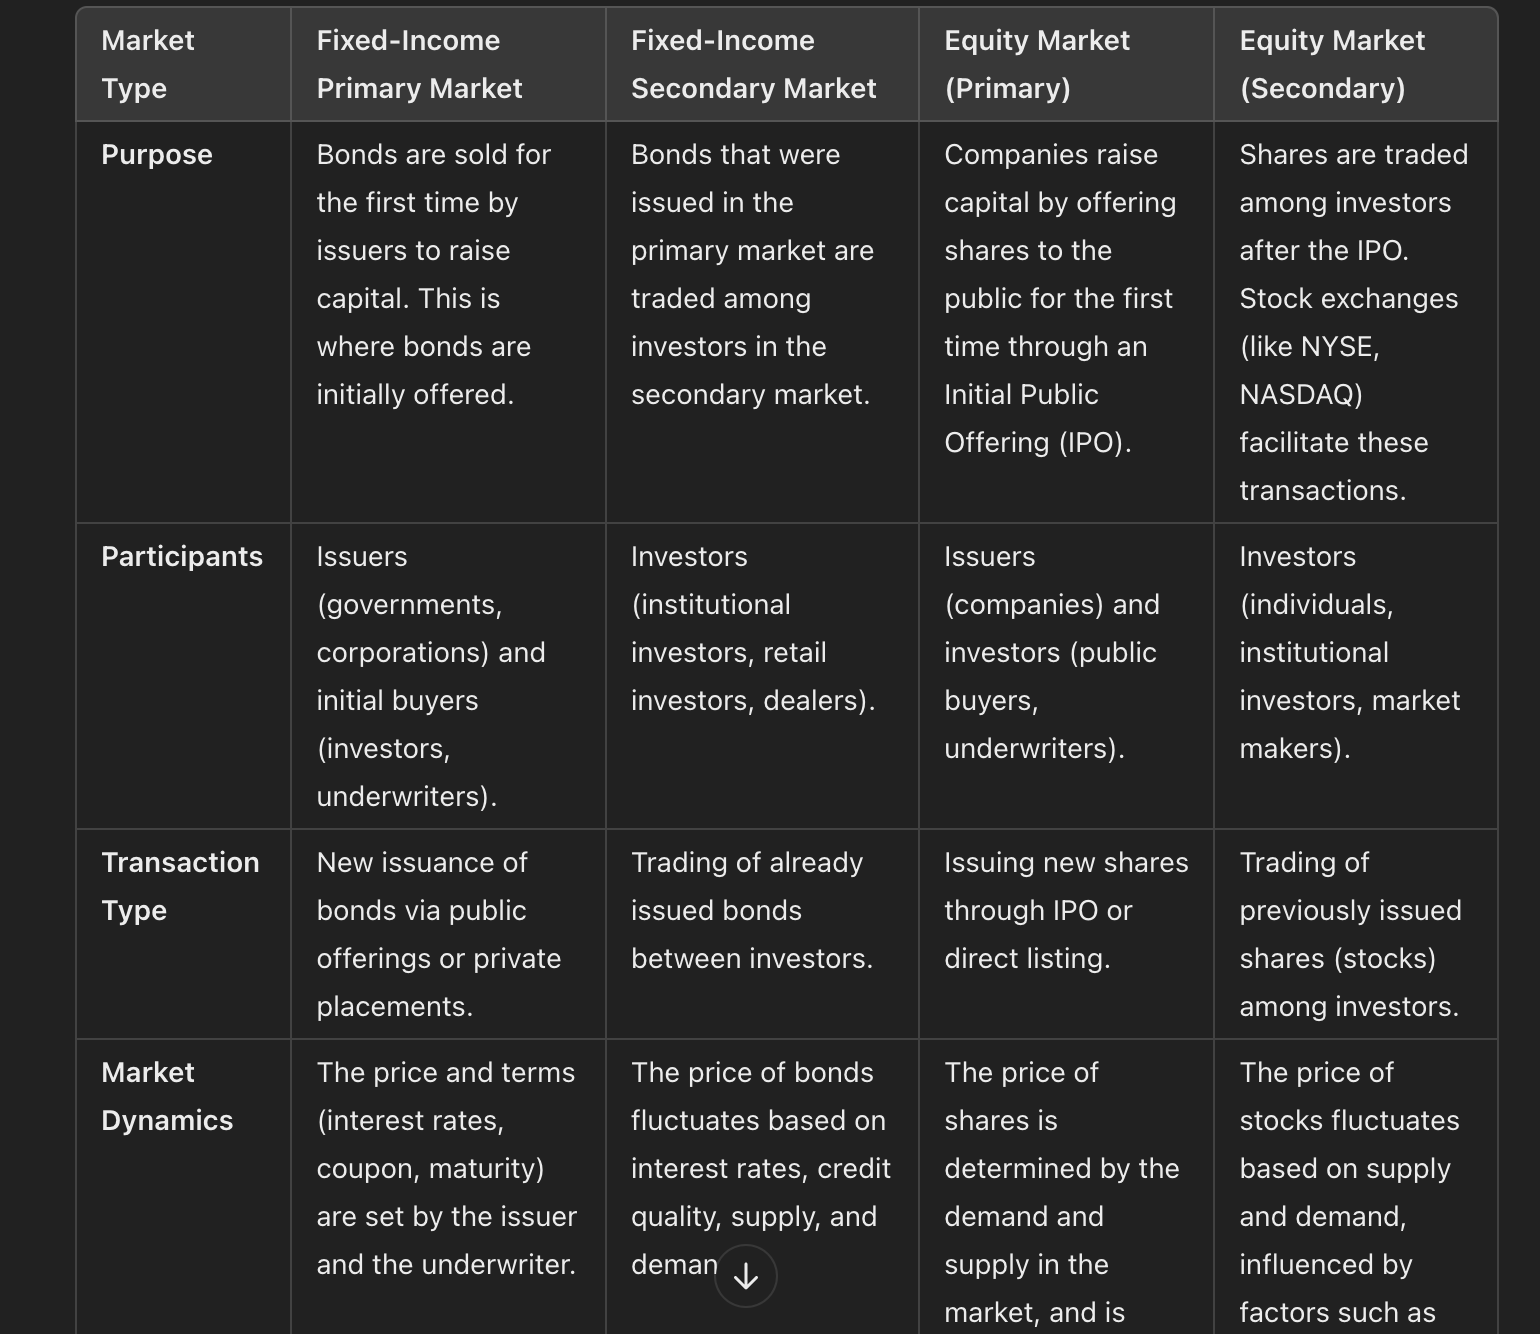 Market
Type
Fixed-Income
Primary Market
Fixed-Income
Secondary Market
Equity Market
(Primary)
Equity Market
(Secondary)
Purpose
Bonds are sold for
the first time by
issuers to raise
capital. This is
where bonds are
initially offered.
Bonds that were
issued in the
primary market are
traded among
investors in the
secondary market.
Companies raise
capital by offering
shares to the
public for the first
time through an
Initial Public
Offering (IPO).
Shares are traded
among investors
after the IPO.
Stock exchanges
(like NYSE,
NASDAQ)
facilitate these
transactions.
Participants
Issuers
(governments,
corporations) and
initial buyers
(investors,
underwriters).
Investors
(institutional
investors, retail
investors, dealers).
Issuers
(companies) and
investors (public
buyers,
underwriters).
Investors
(individuals,
institutional
investors, market
makers).
Transaction
Type
New issuance of
bonds via public
offerings or private
placements.
Trading of already
issued bonds
between investors.
Issuing new shares
through IPO or
direct listing.
Trading of
previously issued
shares (stocks)
among investors.
Market
Dynamics
The price and terms
(interest rates,
coupon, maturity)
are set by the issuer
and the underwriter.
The price of bonds
fluctuates based on
interest rates, credit
quality, supply, and
deman
The price of
shares is
determined by the
demand and
supply in the
market, and is
The price of
stocks fluctuates
based on supply
and demand,
influenced by
factors such as